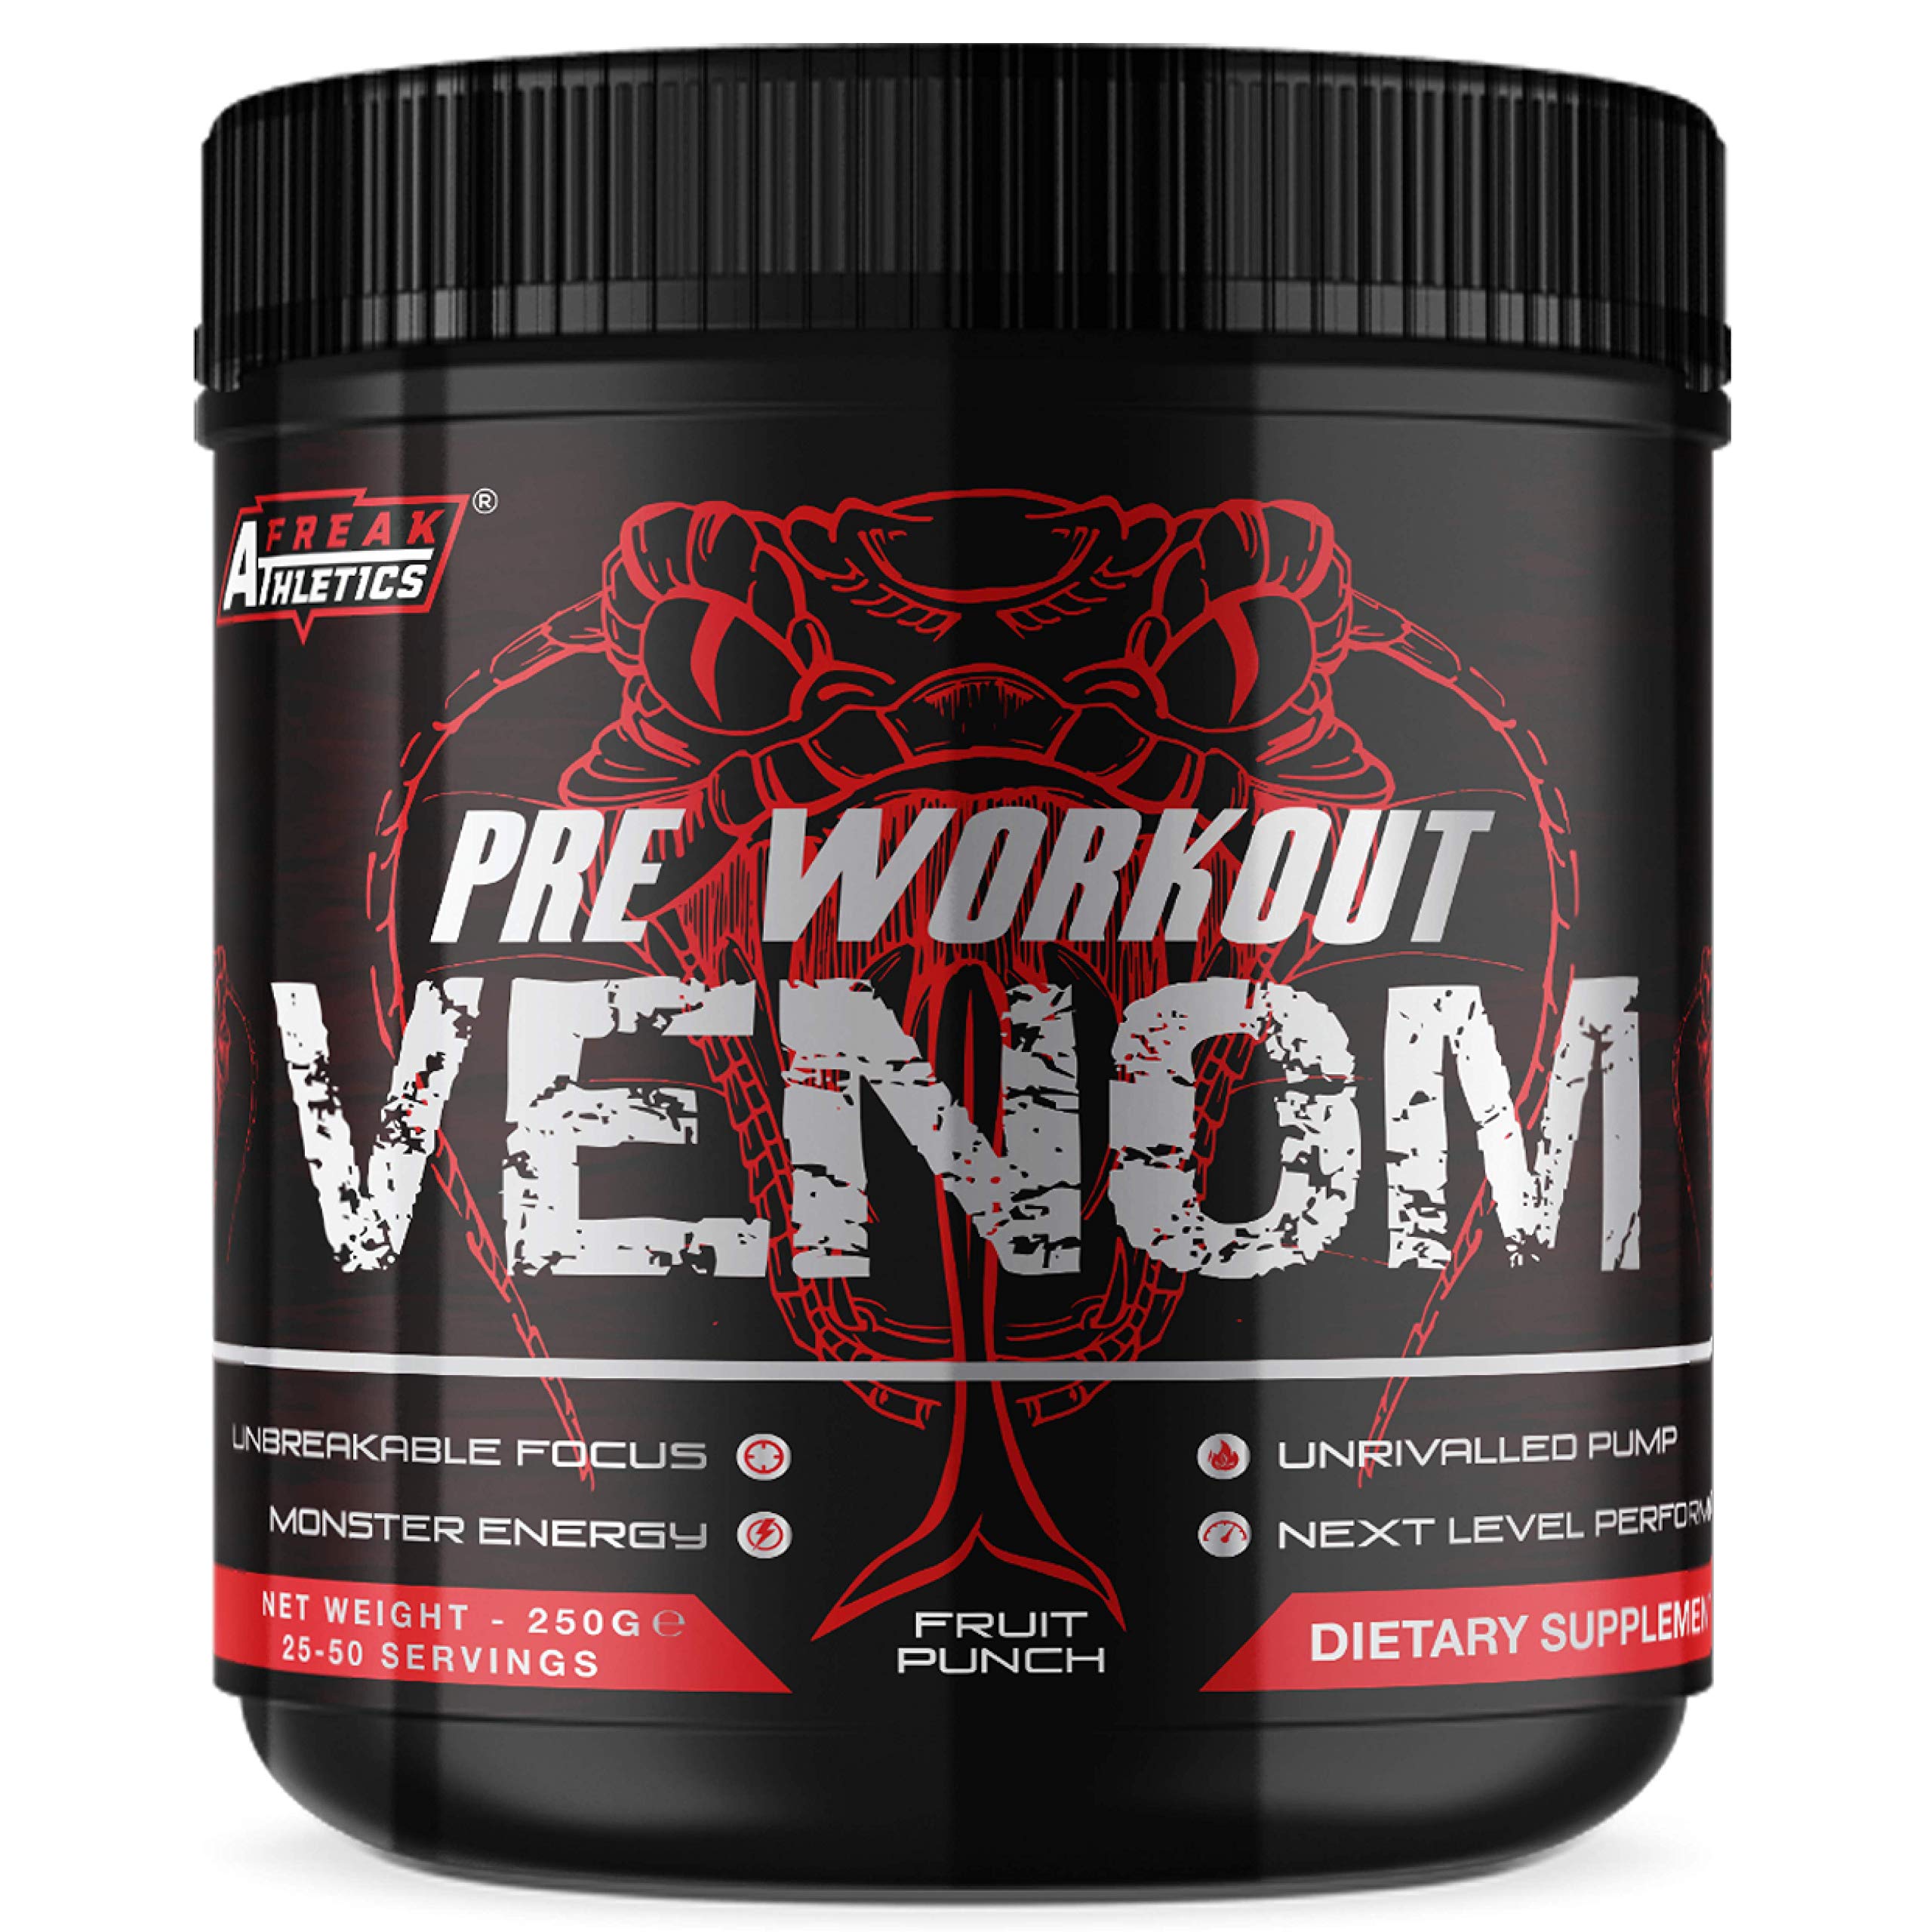 FREAK
ATHLETICS
®
PRE WORKOUT
VENOM
UNBREAKABLE FOCUS
MONSTER ENERGY
UNRIVALLED PUMP
NEXT LEVEL PERFORM
NET WEIGHT - 250G ℮
25-50 SERVINGS
FRUIT
PUNCH
DIETARY SUPPLEMEN